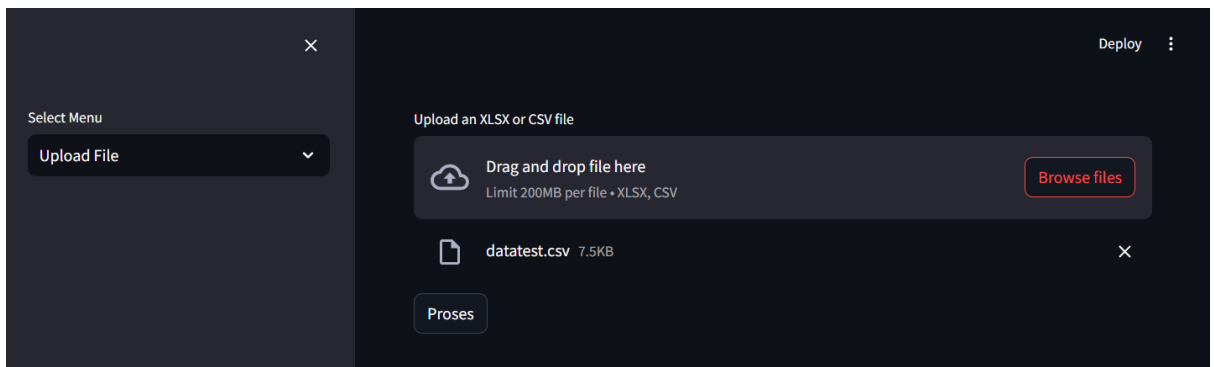 Deploy
Select Menu
Upload File
Upload an XLSX or CSV file
Drag and drop file here
Limit 200MB per file • XLSX, CSV
Browse files
datatest.csv 7.5KB
Proses